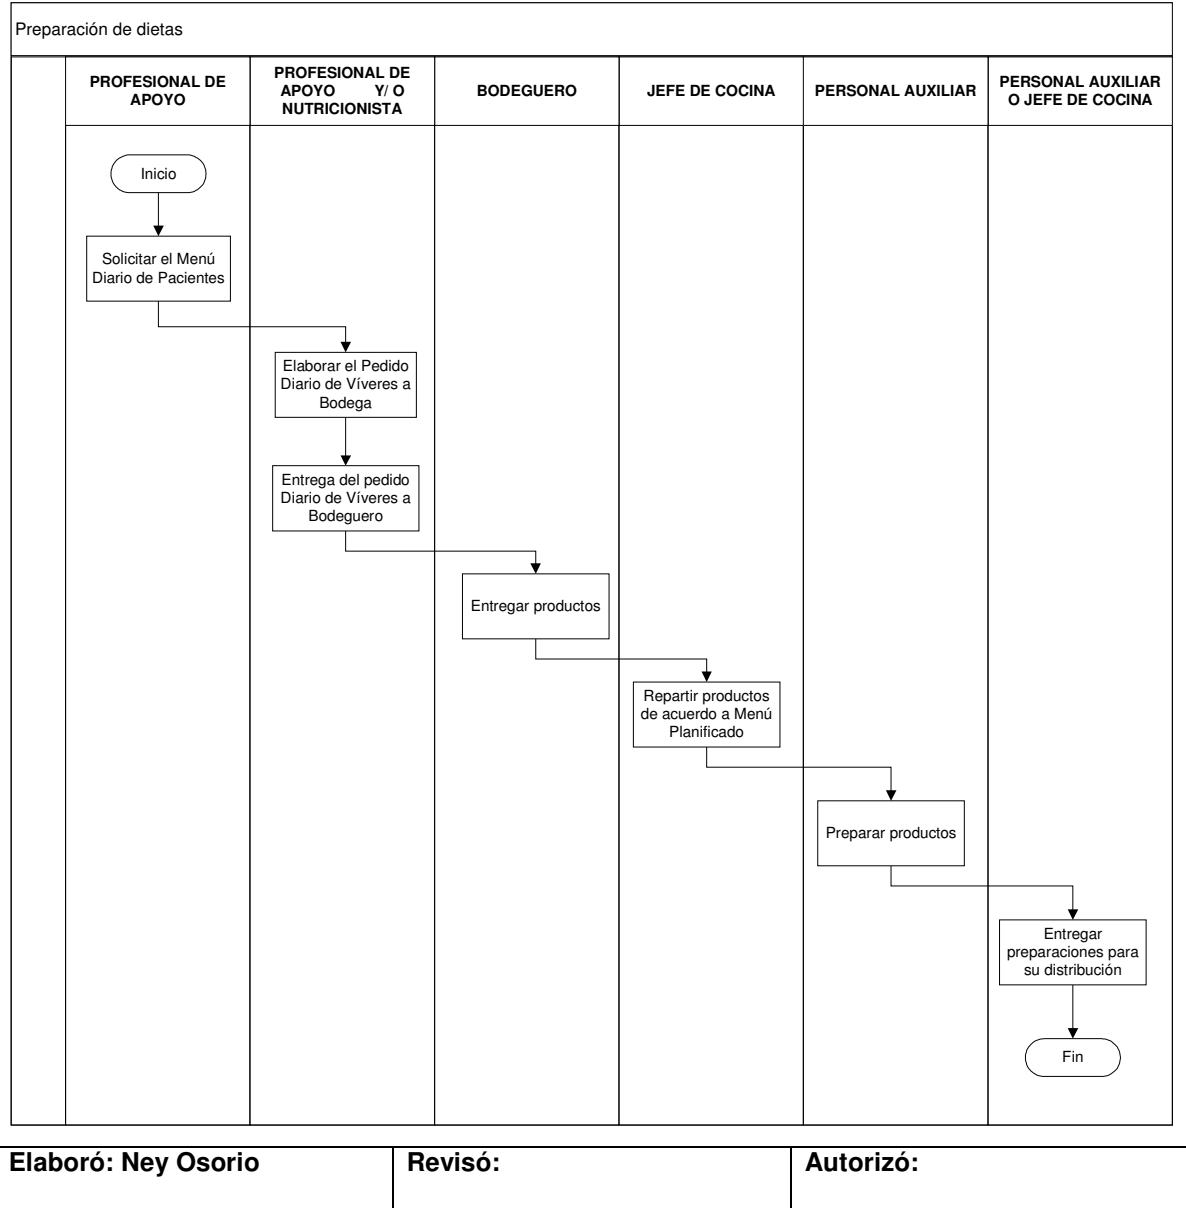 Preparación de dietas
PROFESIONAL DE
APOYO
PROFESIONAL DE
APOYO Y/ O
NUTRICIONISTA
BODEGUERO
JEFE DE COCINA
PERSONAL AUXILIAR
PERSONAL AUXILIAR
O JEFE DE COCINA
Inicio
Solicitar el Menú
Diario de Pacientes
Elaborar el Pedido
Diario de Víveres a
Bodega
Entrega del pedido
Diario de Víveres a
Bodeguero
Entregar productos
Repartir productos
de acuerdo a Menú
Planificado
Preparar productos
Entregar
preparaciones para
su distribución
Fin
Elaboró: Ney Osorio
Revisó:
Autorizó: